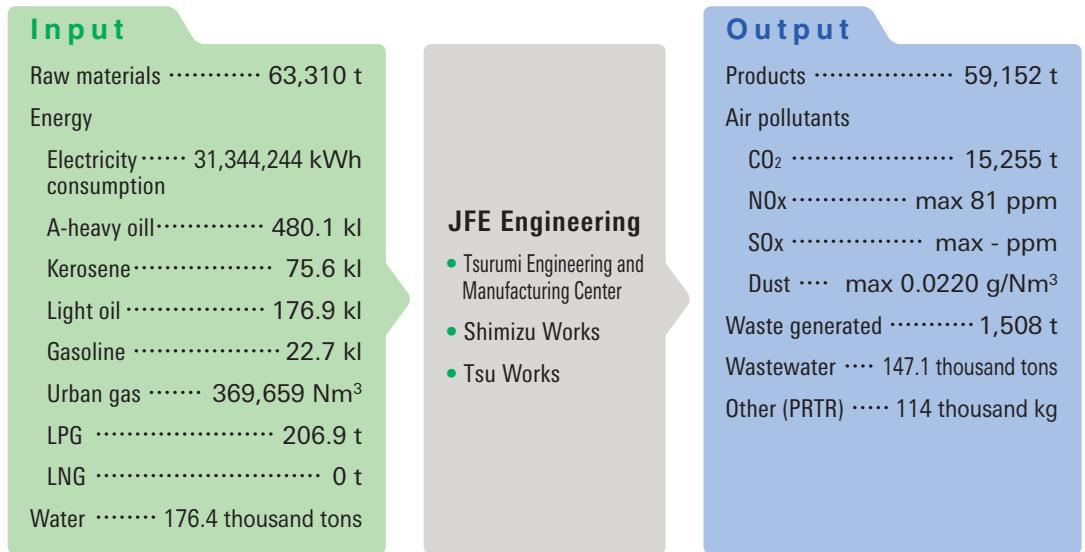 Input
Raw materials ············ 63,310 t
Energy
Electricity ······ 31,344,244 kWh
consumption
A-heavy oill ·············· 480.1 kl
Kerosene ·················· 75.6 kl
Light oil ·················· 176.9 kl
Gasoline ··················· 22.7 kl
Urban gas ······· 369,659 Nm³
LPG ······················· 206.9 t
LNG ····························· 0 t
Water ········ 176.4 thousand tons
JFE Engineering
• Tsurumi Engineering and
Manufacturing Center
• Shimizu Works
• Tsu Works
Output
Products ·················· 59,152 t
Air pollutants
CO₂ ····················· 15,255 t
NOx ··············· max 81 ppm
SOx ················· max - ppm
Dust ···· max 0.0220 g/Nm³
Waste generated ··········· 1,508 t
Wastewater ···· 147.1 thousand tons
Other (PRTR) ····· 114 thousand kg